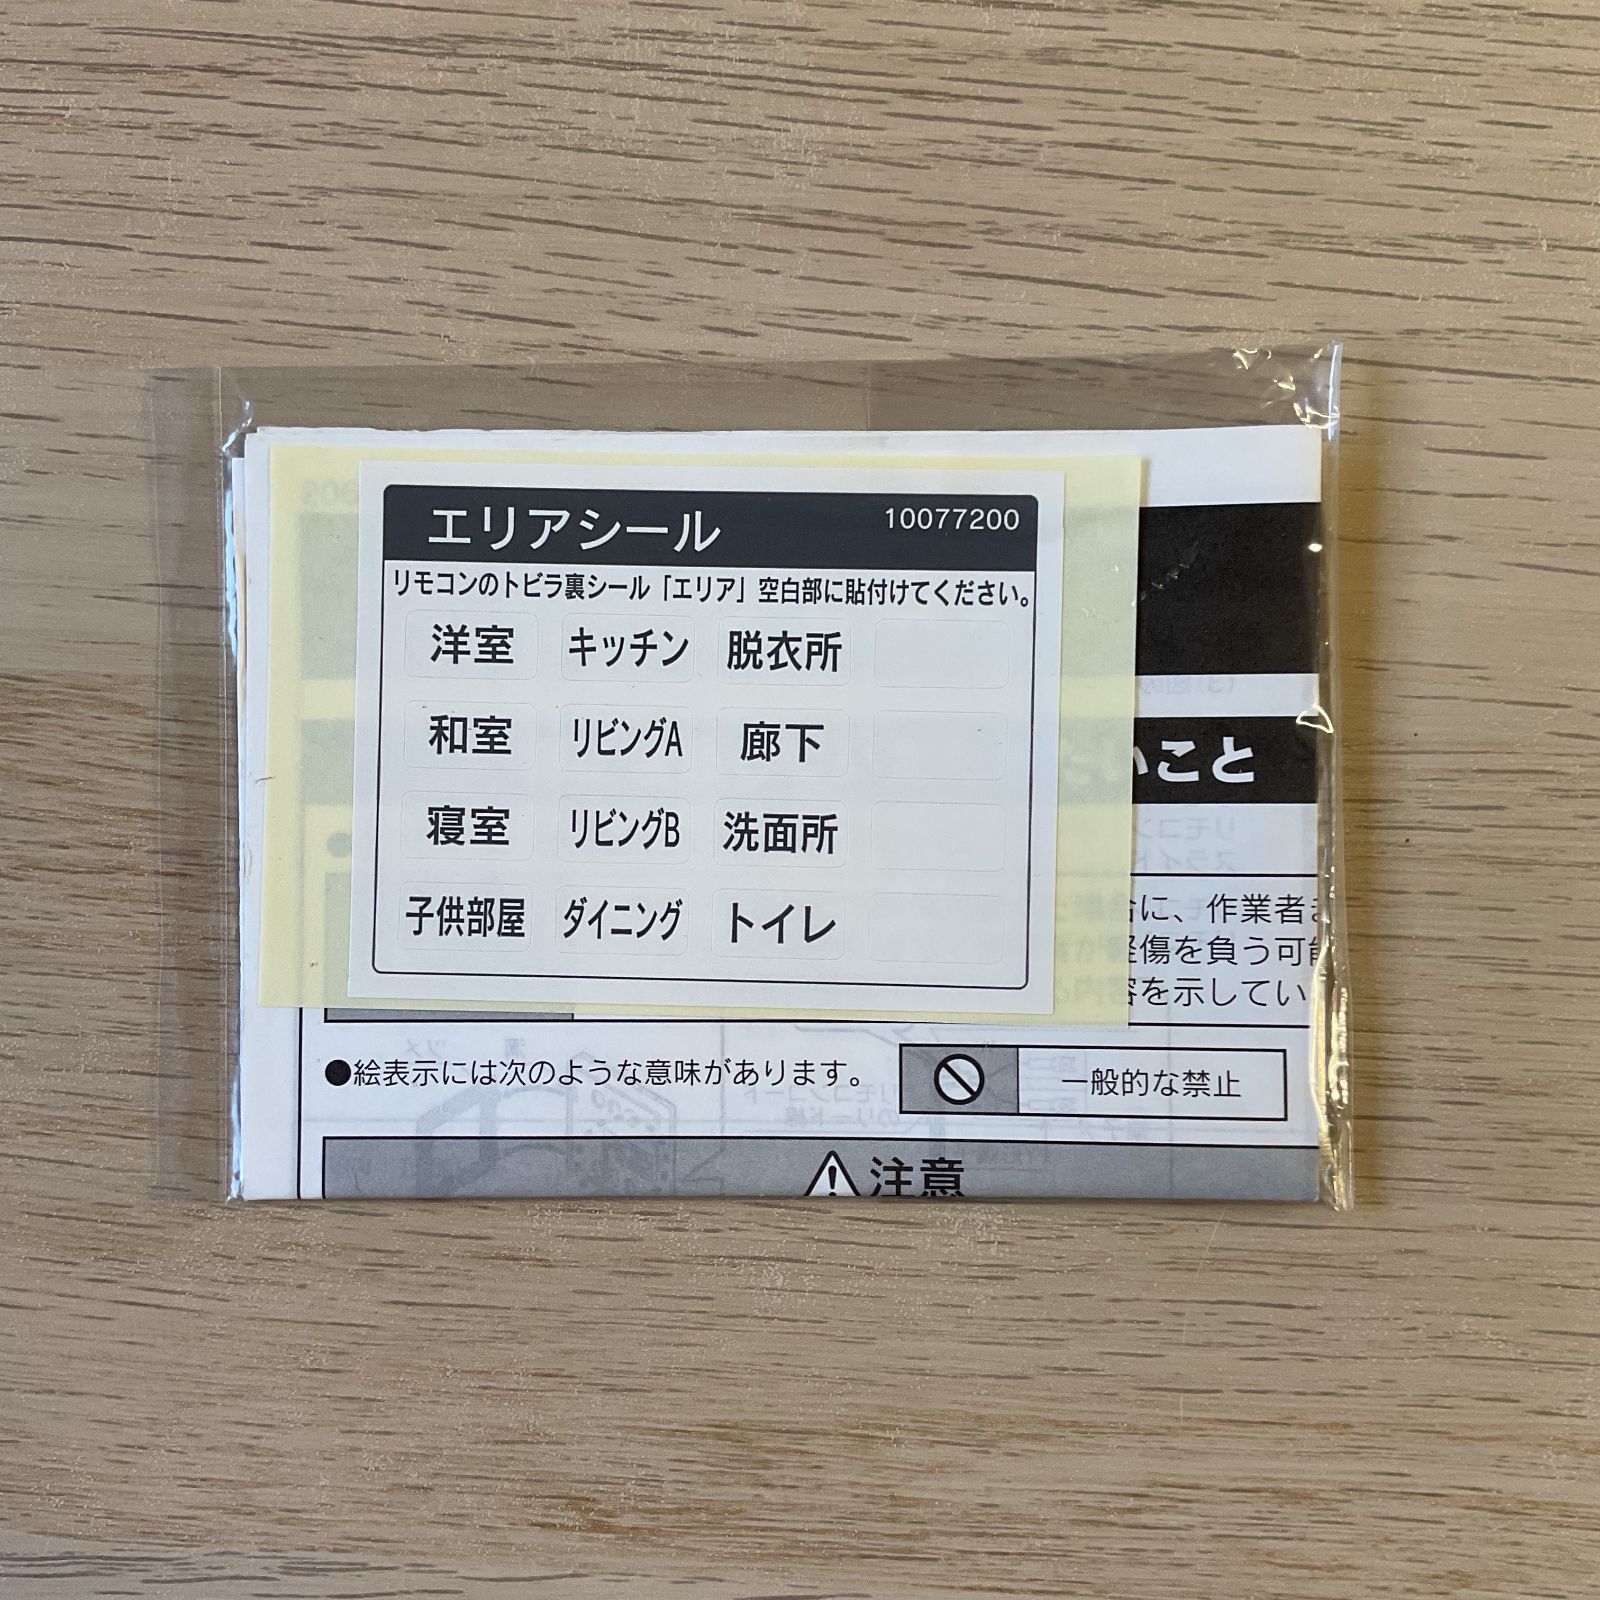 エリアシール 10077200
リモコンのトビラ裏シール「エリア」空白部に貼付けてください。
洋室 キッチン 脱衣所
和室 リビングA 廊下
寝室 リビングB 洗面所
子供部屋 ダイニング トイレ
いこと
合に、作業者
軽傷を負う可能
内容を示してい
●絵表示には次のような意味があります。
一般的な禁止
注意